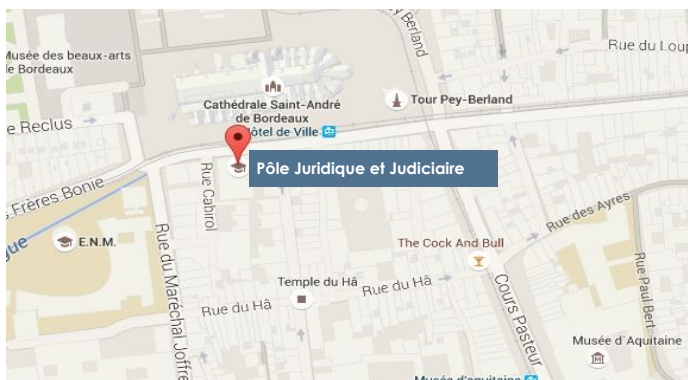 Musée des beaux-arts
de Bordeaux
Pey Berland
Rue du Loup
Cathédrale Saint-André
de Bordeaux
Hôtel de Ville
Tour Pey-Berland
e Reclus
Pôle Juridique et Judiciaire
s Frères Bonie
Rue Cabirol
gue
E.N.M.
Rue du Maréchal Joffre
The Cock And Bull
Rue des Ayres
Temple du Hâ
Rue du Hâ
Rue du Hâ
Cours Pasteur
Rue Paul Bert
Musée d'Aquitaine
Musée d'aquitaine